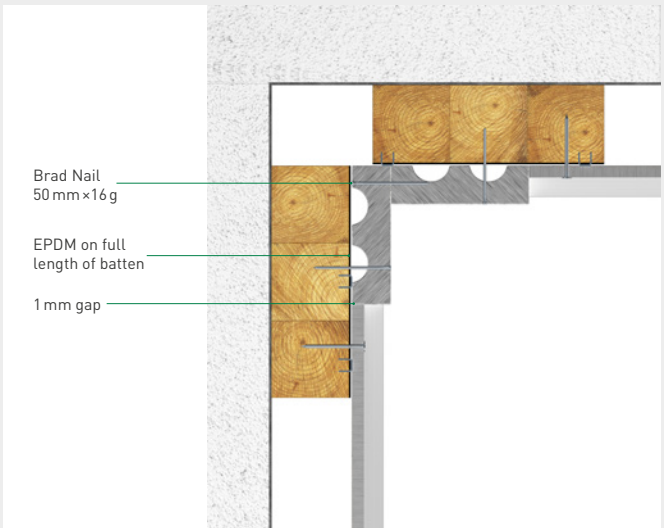 Brad Nail
50 mm×16 g
EPDM on full
length of batten
1 mm gap